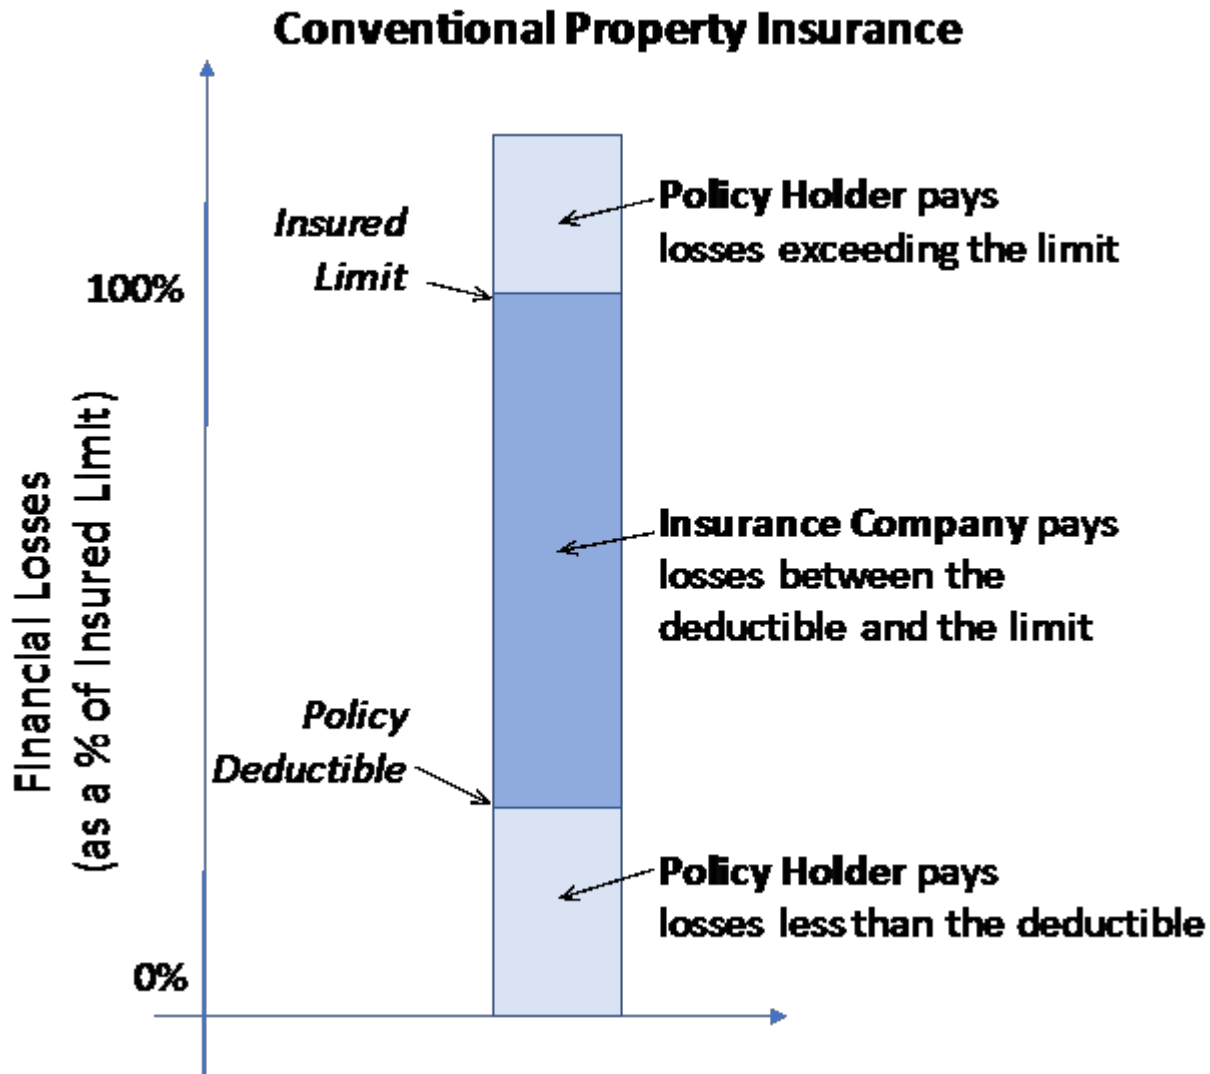 Conventional Property Insurance
Insured
Limit
100%
Policy Holder pays
losses exceeding the limit
Financial Losses
(as a % of Insured Limit)
Insurance Company pays
losses between the
deductible and the limit
Policy
Deductible
Policy Holder pays
losses less than the deductible
0%